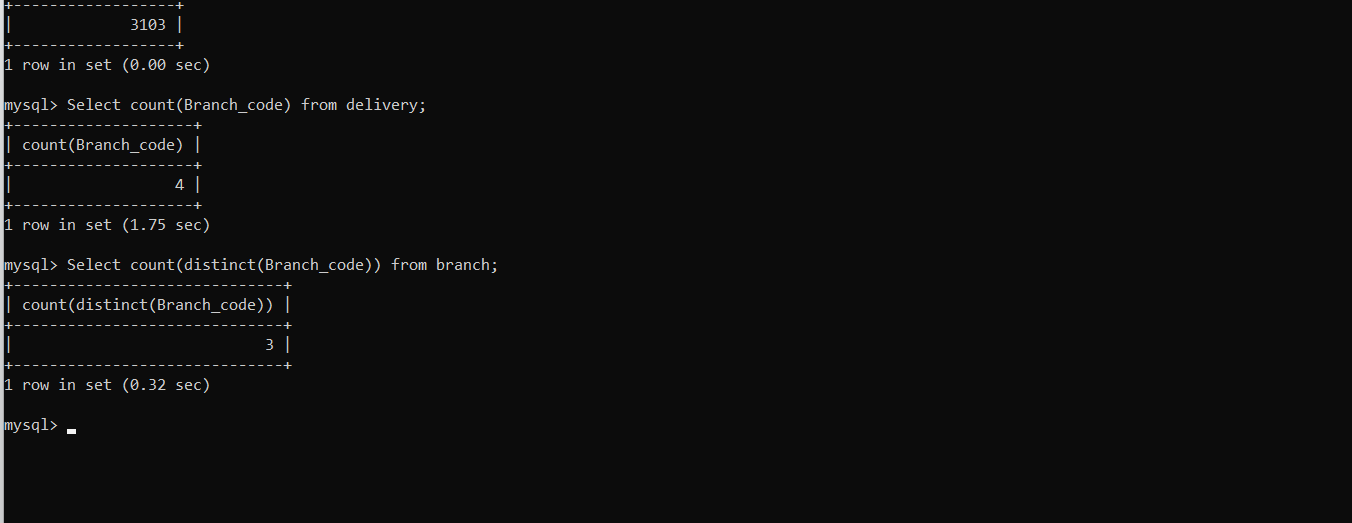 +------------------+
|             3103 |
+------------------+
1 row in set (0.00 sec)
mysql> Select count(Branch_code) from delivery;
+--------------------+
| count(Branch_code) |
+--------------------+
|                  4 |
+--------------------+
1 row in set (1.75 sec)
mysql> Select count(distinct(Branch_code)) from branch;
+------------------------------+
| count(distinct(Branch_code)) |
+------------------------------+
|                            3 |
+------------------------------+
1 row in set (0.32 sec)
mysql>